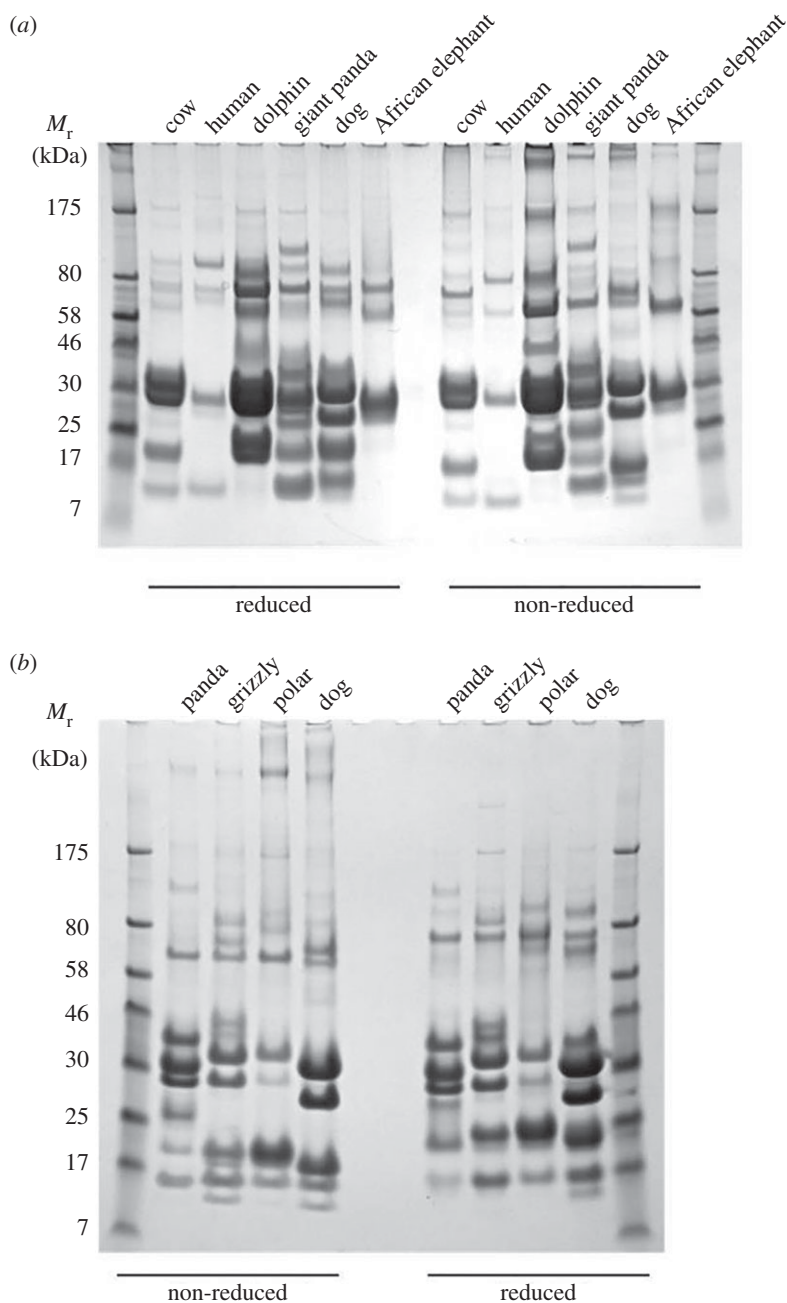 (a)
cow human dolphin giant panda dog African elephant cow human dolphin giant panda dog African elephant
Mr
(kDa)
175
80
58
46
30
25
17
7
reduced non-reduced
(b)
panda grizzly polar dog panda grizzly polar dog
Mr
(kDa)
175
80
58
46
30
25
17
7
non-reduced reduced